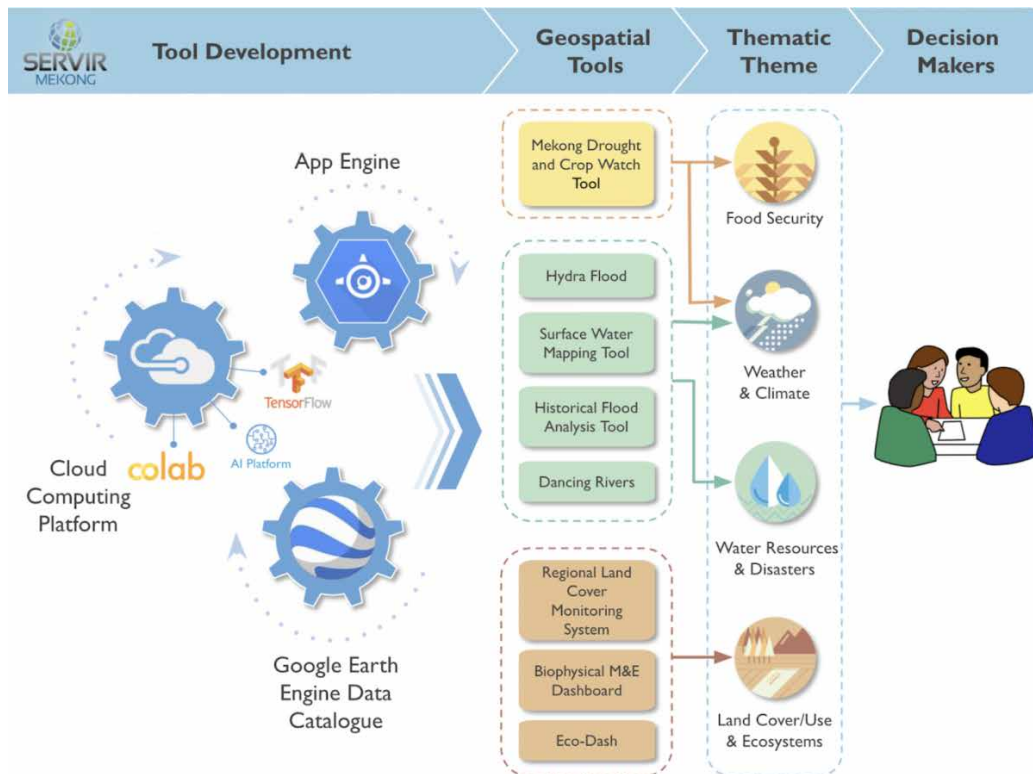 SERVIR
MEKONG
Tool Development
Geospatial
Tools
Thematic
Theme
Decision
Makers
App Engine
TensorFlow
AI Platform
colab
Cloud
Computing
Platform
Google Earth
Engine Data
Catalogue
Mekong Drought
and Crop Watch
Tool
Hydra Flood
Surface Water
Mapping Tool
Historical Flood
Analysis Tool
Dancing Rivers
Regional Land
Cover
Monitoring
System
Biophysical M&E
Dashboard
Eco-Dash
Food Security
Weather
& Climate
Water Resources
& Disasters
Land Cover/Use
& Ecosystems